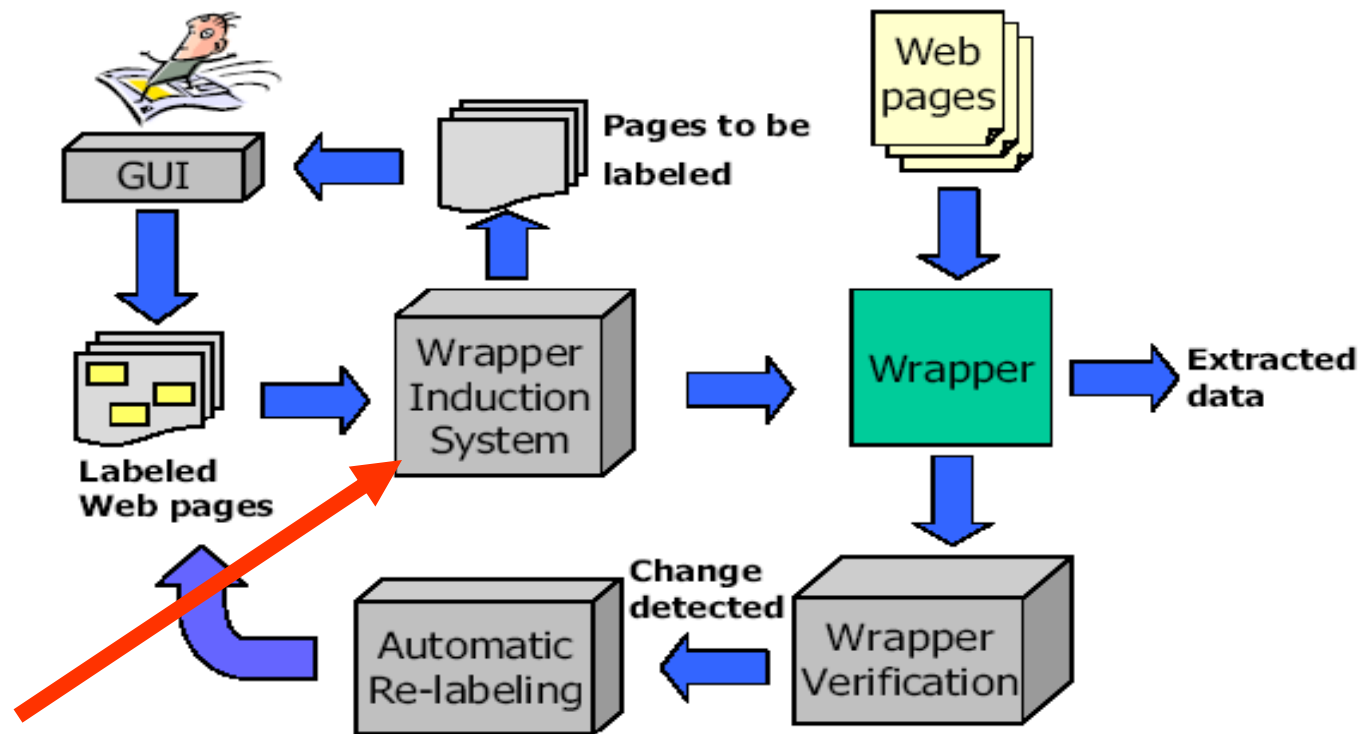 Web
pages
Pages to be
labeled
GUI
Wrapper
Induction
System
Wrapper
Extracted
data
Labeled
Web pages
Change
detected
Automatic
Re-labeling
Wrapper
Verification